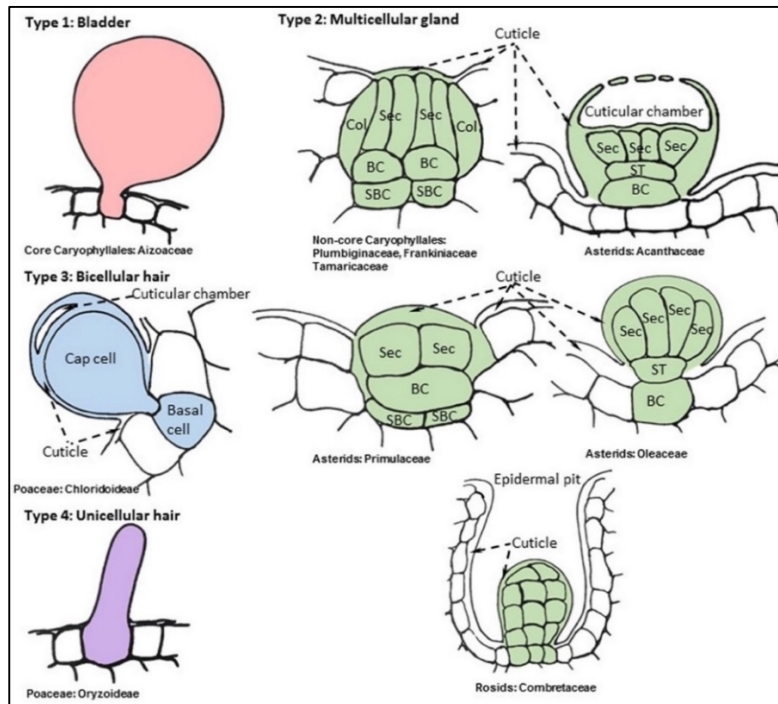 Type 1: Bladder
Core Caryophyllales: Aizoaceae
Type 2: Multicellular gland
Cuticle
Col
Sec
Sec
Col
BC
BC
SBC
SBC
Non-core Caryophyllales:
Plumbiginaceae, Frankiniaceae
Tamaricaceae
Cuticular chamber
Sec
Sec
Sec
ST
BC
Asterids: Acanthaceae
Type 3: Bicellular hair
Cuticular chamber
Cap cell
Basal
cell
Cuticle
Poaceae: Chloridoideae
Cuticle
Sec
Sec
BC
SBC
SBC
Asterids: Primulaceae
Sec
Sec
Sec
Sec
ST
BC
Asterids: Oleaceae
Type 4: Unicellular hair
Poaceae: Oryzoideae
Epidermal pit
Cuticle
Rosids: Combretaceae